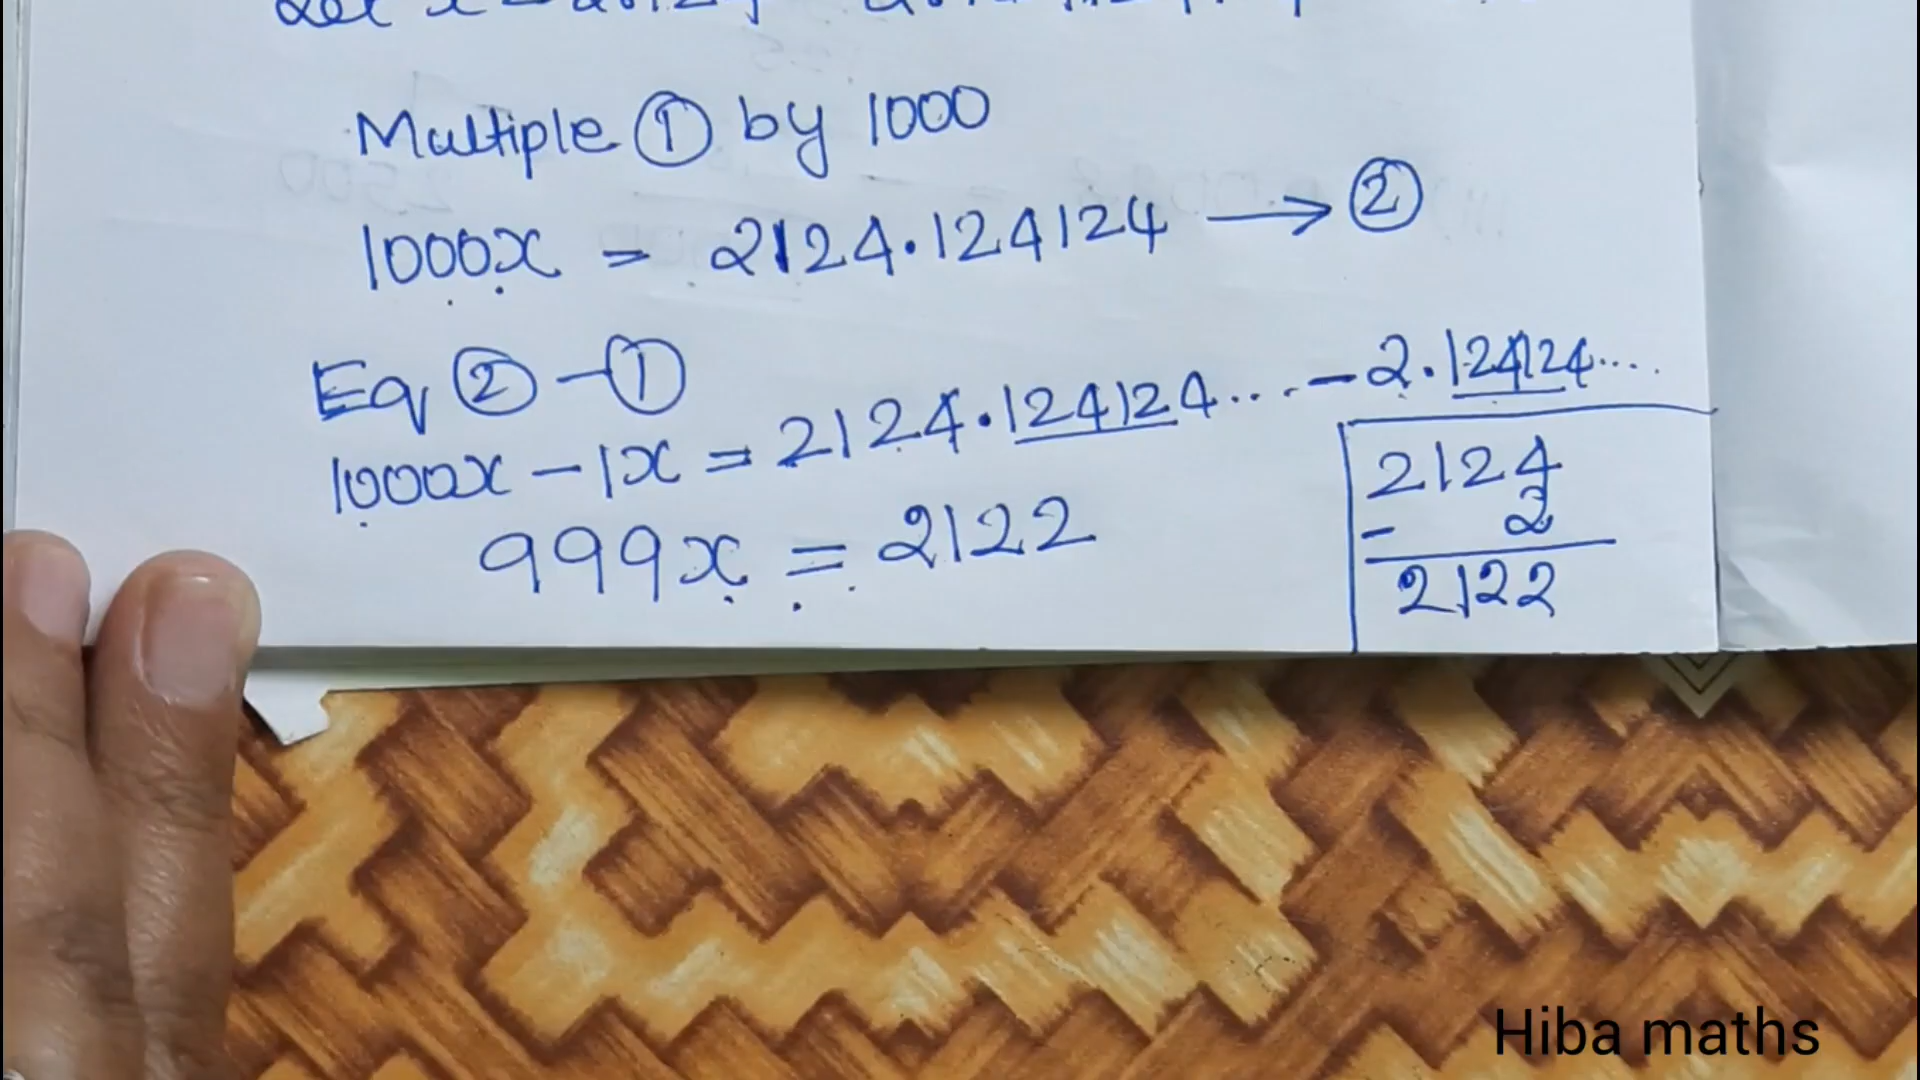 Multiple ① by 1000
1000x = 2124.124124 → ②
Eq ② - ①
1000x - 1x = 2124.124124... - 2.124124....
999x = 2122
2124
- 2
2122
Hiba maths